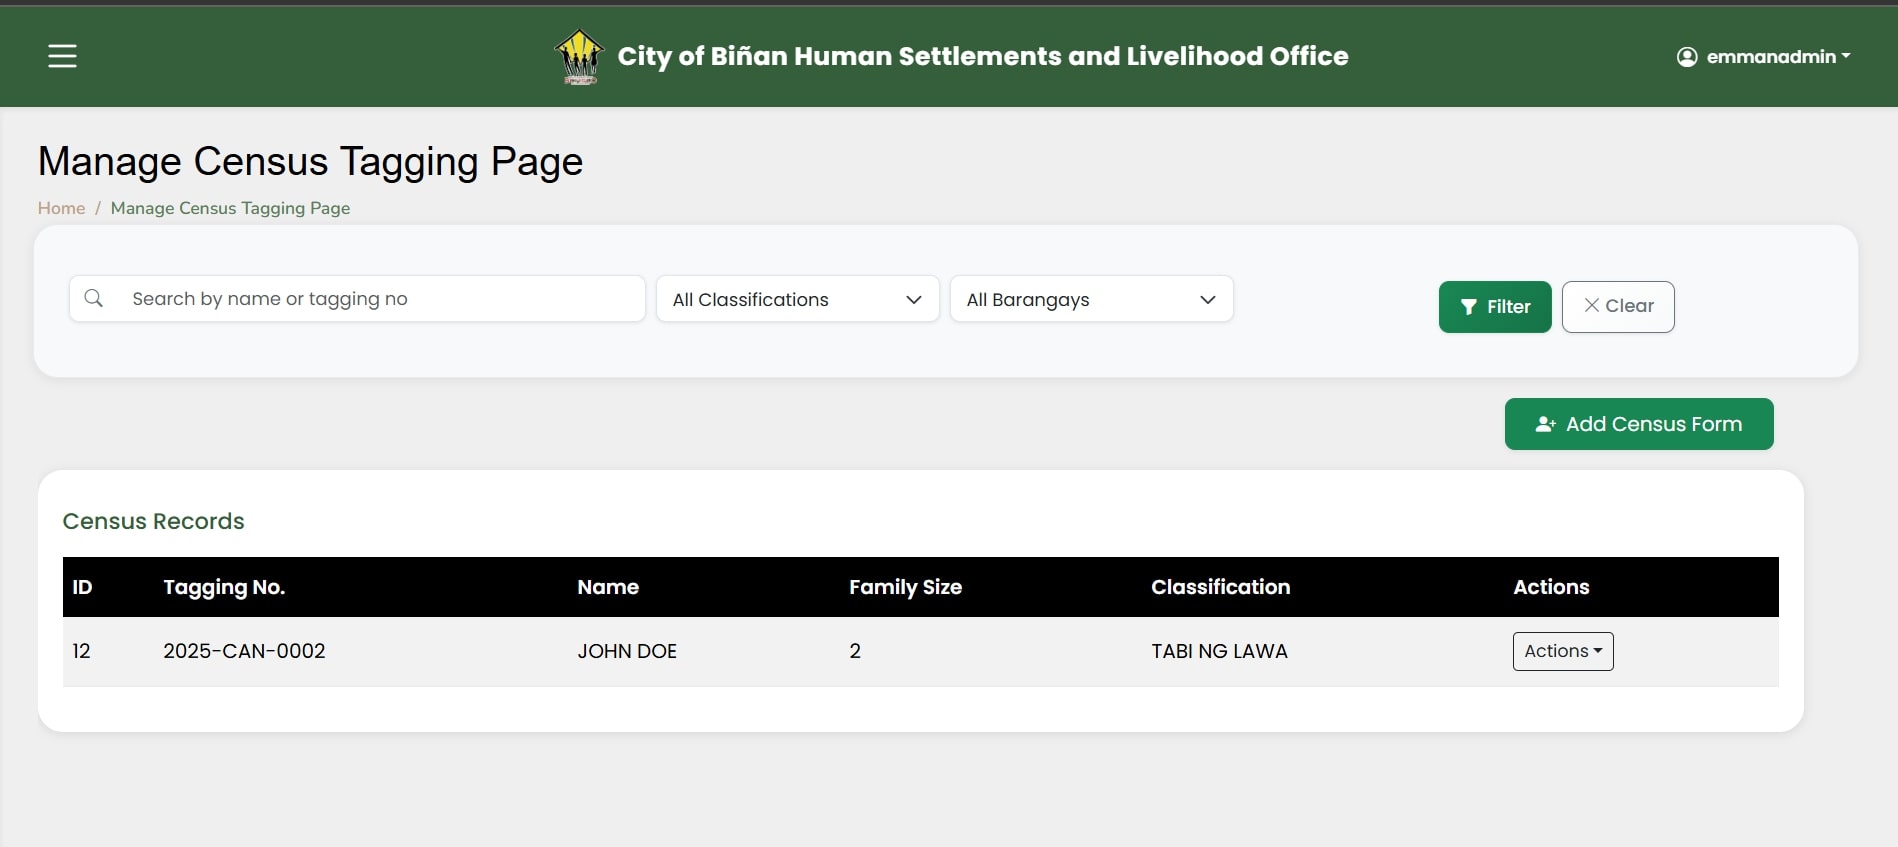 City of Biñan Human Settlements and Livelihood Office
emmanadmin
Manage Census Tagging Page
Home / Manage Census Tagging Page
Search by name or tagging no
All Classifications
All Barangays
Filter
Clear
Add Census Form
Census Records
ID Tagging No. Name Family Size Classification Actions
12 2025-CAN-0002 JOHN DOE 2 TABI NG LAWA Actions